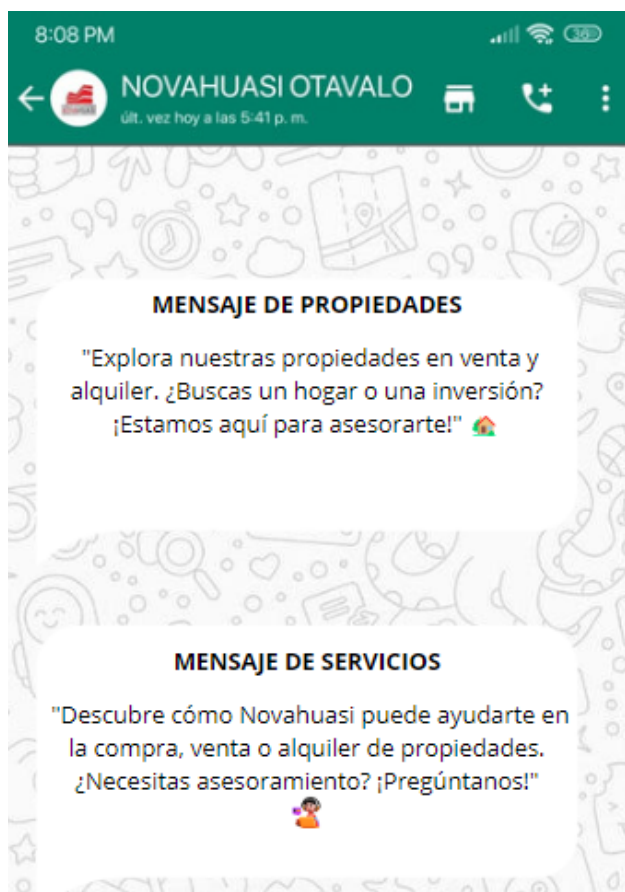 8:08 PM
36
NOVAHUASI OTAVALO
últ. vez hoy a las 5:41 p. m.
MENSAJE DE PROPIEDADES
"Explora nuestras propiedades en venta y
alquiler. ¿Buscas un hogar o una inversión?
¡Estamos aquí para asesorarte!" 🏡
MENSAJE DE SERVICIOS
"Descubre cómo Novahuasi puede ayudarte en
la compra, venta o alquiler de propiedades.
¿Necesitas asesoramiento? ¡Pregúntanos!"